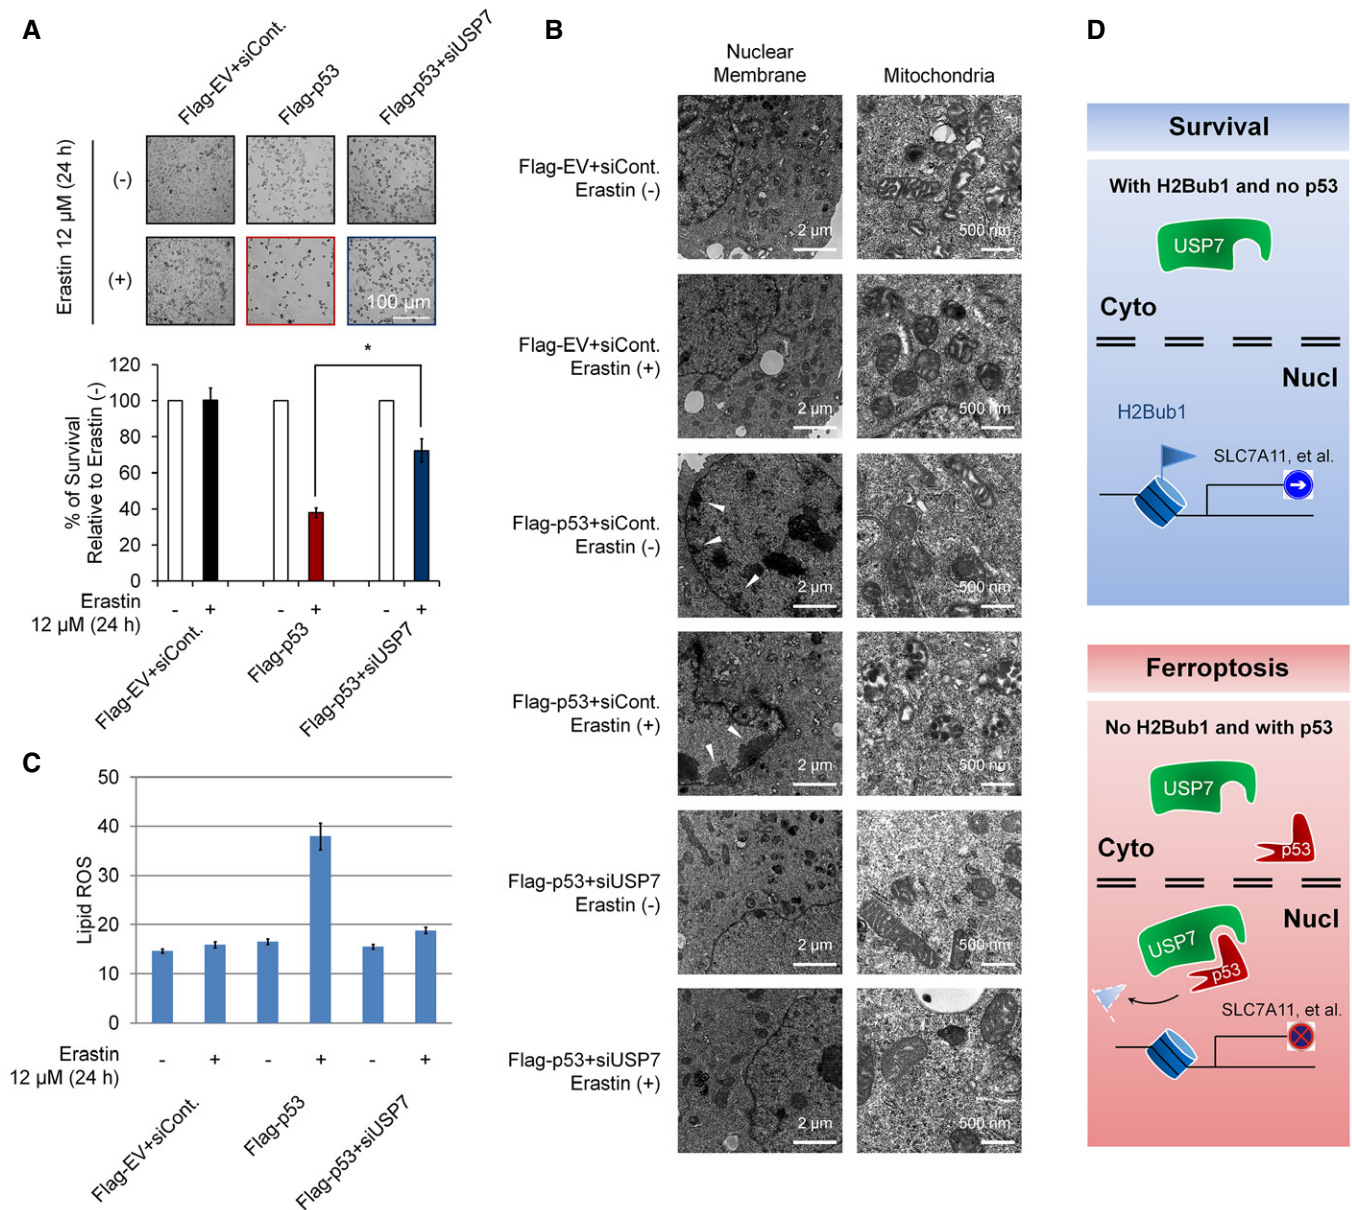 A
Flag-EV+siCont.
Flag-p53
Flag-p53+siUSP7
Erastin 12 µM (24 h)
(-)
(+)
100 µm
% of Survival
Relative to Erastin (-)
120
100
80
60
40
20
0
*
Erastin
12 µM (24 h)
- + - + - +
Flag-EV+siCont.
Flag-p53
Flag-p53+siUSP7
C
Lipid ROS
50
40
30
20
10
0
Erastin
12 µM (24 h)
- + - + - +
Flag-EV+siCont.
Flag-p53
Flag-p53+siUSP7
B
Nuclear
Membrane
Mitochondria
Flag-EV+siCont.
Erastin (-)
2 µm
500 nm
Flag-EV+siCont.
Erastin (+)
2 µm
500 nm
Flag-p53+siCont.
Erastin (-)
2 µm
500 nm
Flag-p53+siCont.
Erastin (+)
2 µm
500 nm
Flag-p53+siUSP7
Erastin (-)
2 µm
500 nm
Flag-p53+siUSP7
Erastin (+)
2 µm
500 nm
D
Survival
With H2Bub1 and no p53
USP7
Cyto
Nucl
H2Bub1
SLC7A11, et al.
Ferroptosis
No H2Bub1 and with p53
USP7
p53
Cyto
Nucl
USP7
p53
SLC7A11, et al.